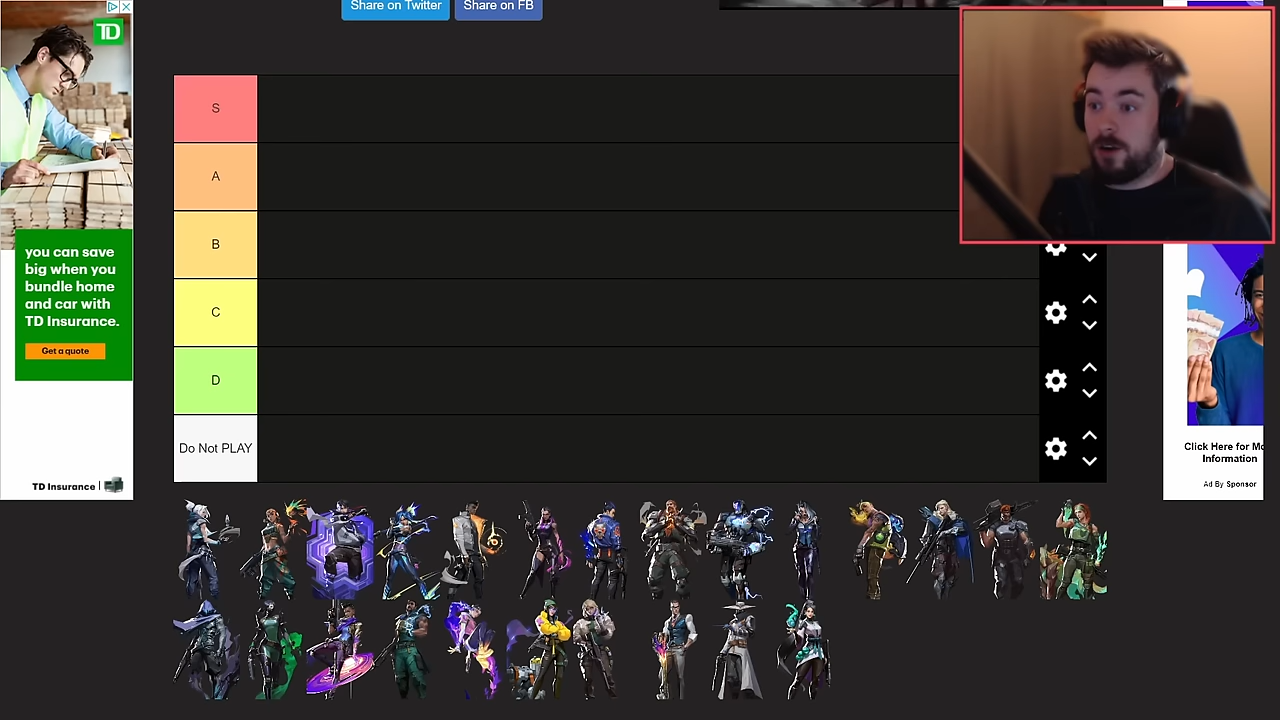 Share on Twitter
Share on FB
TD
S
A
B
C
D
Do Not PLAY
you can save
big when you
bundle home
and car with
TD Insurance.
Get a quote
TD Insurance
Click Here for Mo
Information
Ad By Sponsor